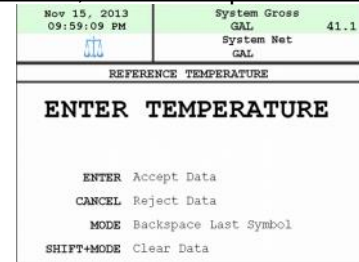 Nov 15, 2013 System Gross
09:59:09 PM GAL 41.1
System Net
GAL
REFERENCE TEMPERATURE
ENTER TEMPERATURE
ENTER Accept Data
CANCEL Reject Data
MODE Backspace Last Symbol
SHIFT+MODE Clear Data